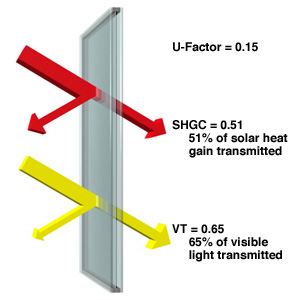 U-Factor = 0.15
SHGC = 0.51
51% of solar heat
gain transmitted
VT = 0.65
65% of visible
light transmitted